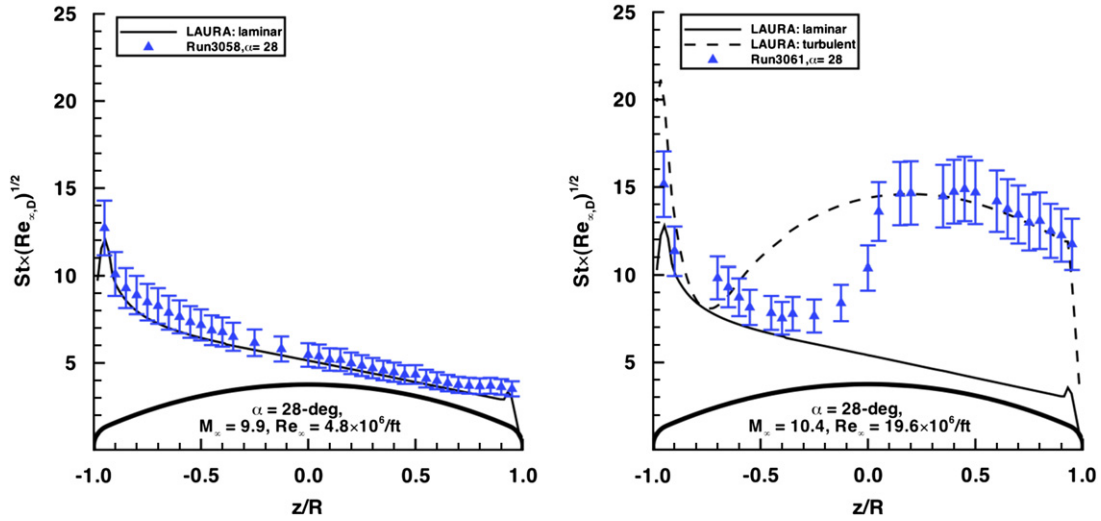 25
20
15
10
5
St×(Re∞,D)1/2
LAURA: laminar
Run3058,α= 28
α = 28-deg,
M∞ = 9.9, Re∞ = 4.8×106/ft
-1.0 -0.5 0.0 0.5 1.0
z/R
25
20
15
10
5
St×(Re∞,D)1/2
LAURA: laminar
LAURA: turbulent
Run3061,α= 28
α = 28-deg,
M∞ = 10.4, Re∞ = 19.6×106/ft
-1.0 -0.5 0.0 0.5 1.0
z/R